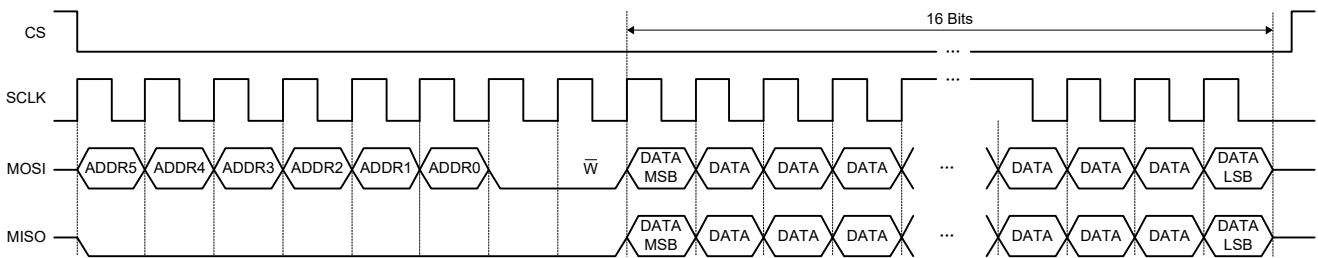 16 Bits
CS
...
SCLK
...
MOSI
ADDR5 ADDR4 ADDR3 ADDR2 ADDR1 ADDR0 W̅ DATA MSB DATA DATA DATA ... DATA DATA DATA DATA LSB
MISO
DATA MSB DATA DATA DATA ... DATA DATA DATA DATA LSB